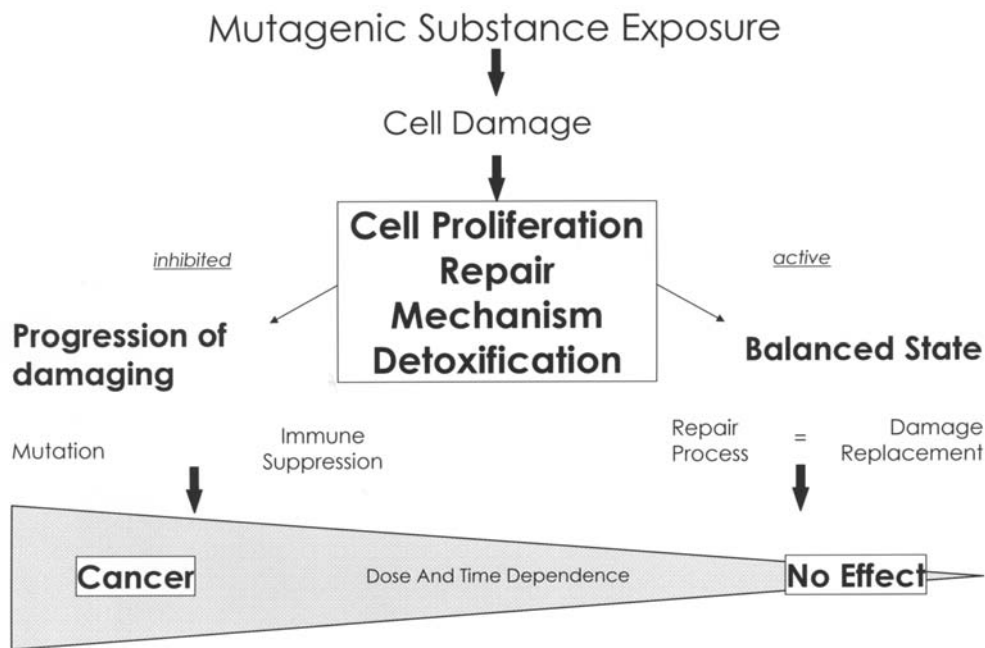 Mutagenic Substance Exposure
Cell Damage
Cell Proliferation
Repair
Mechanism
Detoxification
inhibited
active
Progression of
damaging
Balanced State
Mutation
Immune
Suppression
Repair
Process
=
Damage
Replacement
Cancer
Dose And Time Dependence
No Effect